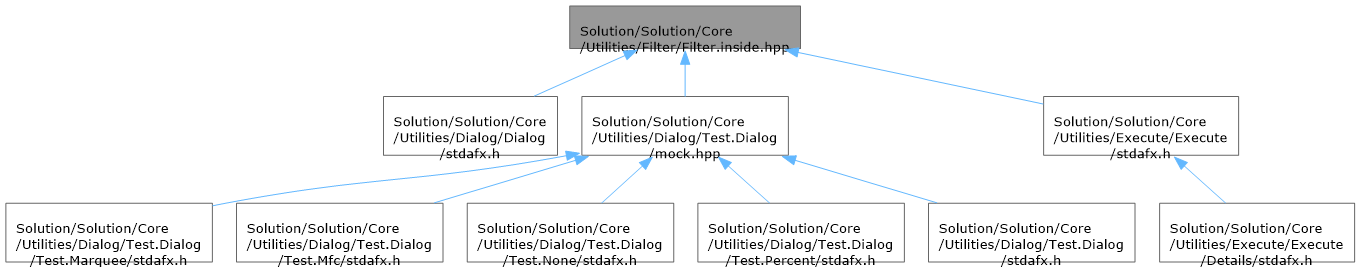 Solution/Solution/Core
/Utilities/Filter/Filter.inside.hpp
Solution/Solution/Core
/Utilities/Dialog/Dialog
/stdafx.h
Solution/Solution/Core
/Utilities/Dialog/Test.Dialog
/mock.hpp
Solution/Solution/Core
/Utilities/Execute/Execute
/stdafx.h
Solution/Solution/Core
/Utilities/Dialog/Test.Dialog
/Test.Marquee/stdafx.h
Solution/Solution/Core
/Utilities/Dialog/Test.Dialog
/Test.Mfc/stdafx.h
Solution/Solution/Core
/Utilities/Dialog/Test.Dialog
/Test.None/stdafx.h
Solution/Solution/Core
/Utilities/Dialog/Test.Dialog
/Test.Percent/stdafx.h
Solution/Solution/Core
/Utilities/Dialog/Test.Dialog
/stdafx.h
Solution/Solution/Core
/Utilities/Execute/Execute
/Details/stdafx.h